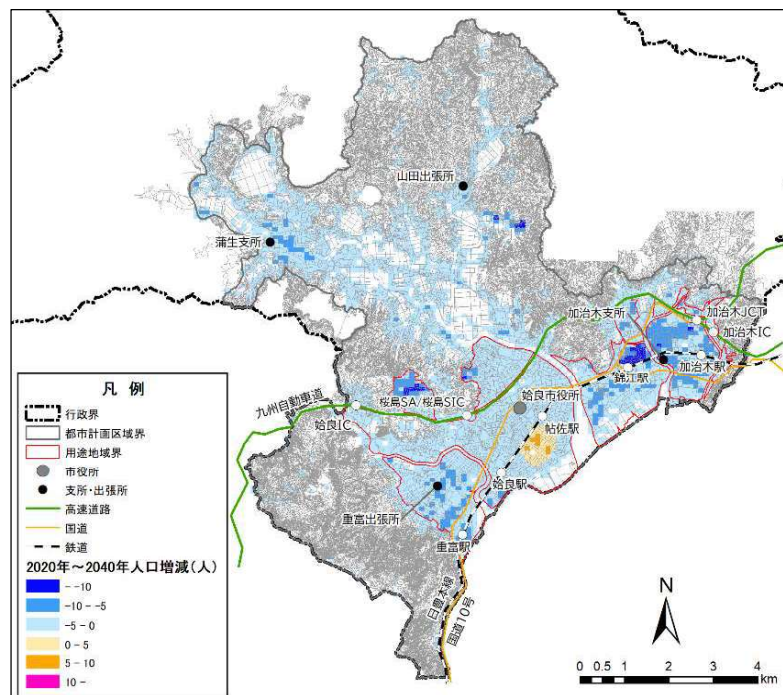 山田出張所
蒲生支所
加治木支所
加治木JCT
加治木IC
錦江駅
加治木駅
桜島SA/桜島SIC
姶良市役所
九州自動車道
姶良IC
帖佐駅
姶良駅
重富出張所
重富駅
日豊本線
国道10号
凡 例
行政界
都市計画区域界
用途地域界
市役所
支所・出張所
高速道路
国道
鉄道
2020年~2040年人口増減(人)
- -10
-10 - -5
-5 - 0
0 - 5
5 - 10
10 -
N
0 0.5 1 2 3 4
km